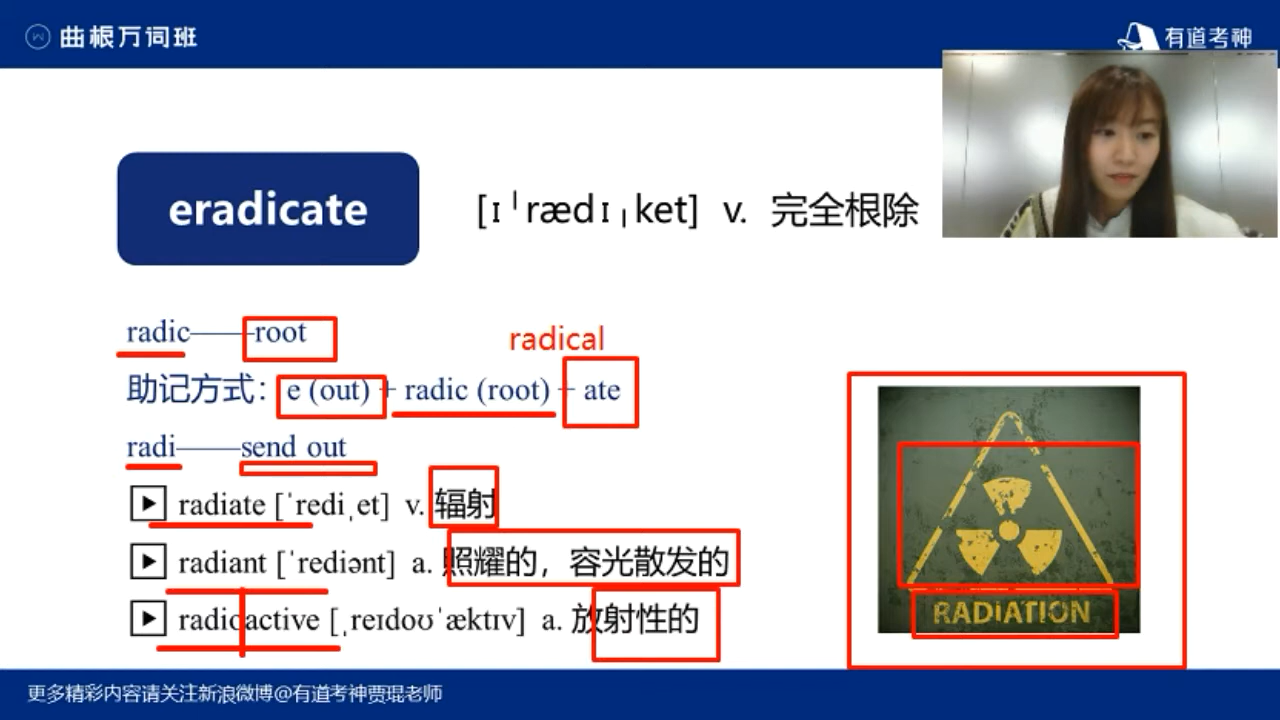 曲根万词班
有道考神
eradicate
[ɪˈrædɪˌket] v. 完全根除
radic——root
radical
助记方式：e (out) + radic (root) + ate
radi——send out
radiate [ˈrediˌet] v. 辐射
radiant [ˈrediənt] a. 照耀的，容光散发的
radioactive [ˌreɪdoʊˈæktɪv] a. 放射性的
RADIATION
更多精彩内容请关注新浪微博@有道考神贾琨老师